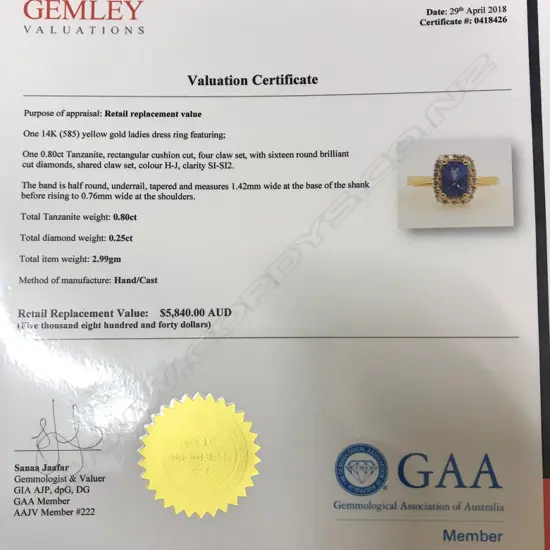 GEMLEY
VALUATIONS
Date: 29th April 2018
Certificate #: 0418426
Valuation Certificate
Purpose of appraisal: Retail replacement value
One 14K (585) yellow gold ladies dress ring featuring;
One 0.80ct Tanzanite, rectangular cushion cut, four claw set, with sixteen round brilliant
cut diamonds, shared claw set, colour H-J, clarity SI-SI2.
The band is half round, underrail, tapered and measures 1.42mm wide at the base of the shank
before rising to 0.76mm wide at the shoulders.
Total Tanzanite weight: 0.80ct
Total diamond weight: 0.25ct
Total item weight: 2.99gm
Method of manufacture: Hand/Cast
Retail Replacement Value: $5,840.00 AUD
(Five thousand eight hundred and forty dollars)
Sanaa Jaafar
Gemmologist & Valuer
GIA AJP, dpG, DG
GAA Member
AAJV Member #222
GAA
Gemmological Association of Australia
Member